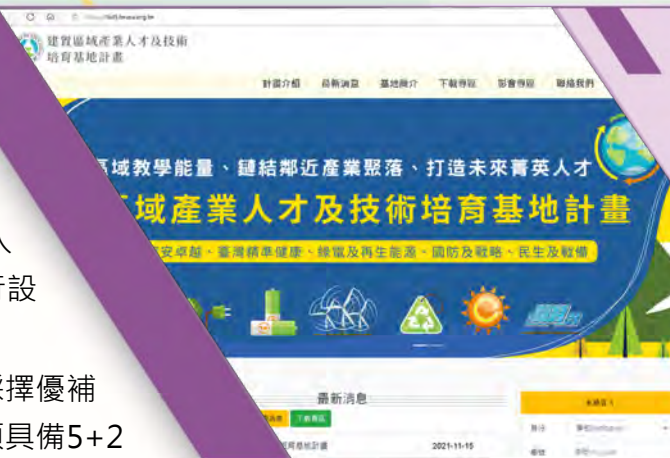 建置區域產業人才及技術
培育基地計畫
計畫介紹 最新消息 基地簡介 下載專區 影音專區 聯絡我們
域教學能量、鏈結鄰近產業聚落、打造未來菁英人才
域產業人才及技術培育基地計畫
安卓越、臺灣精準健康、綠電及再生能源、國防及戰略、民生及戰備
人
設
擇優補
具備5+2
最新消息
下載專區
基地計畫
2021-11-15